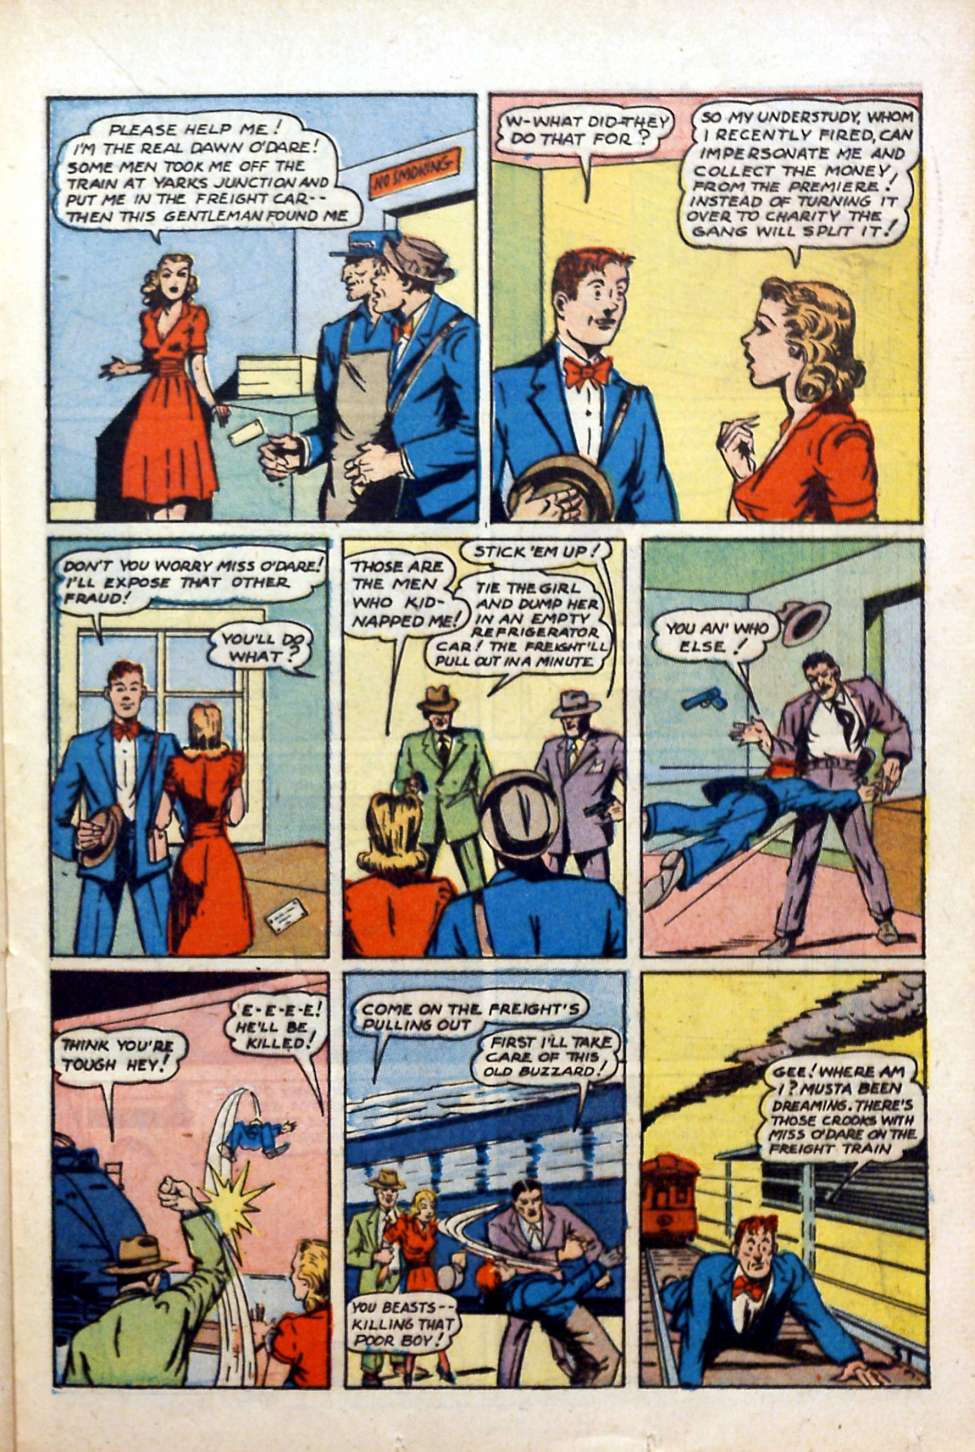 PLEASE HELP ME!
I'M THE REAL DAWN O'DARE!
SOME MEN TOOK ME OFF THE
TRAIN AT YARKS JUNCTION AND
PUT ME IN THE FREIGHT CAR--
THEN THIS GENTLEMAN FOUND ME
NO SMOKING
W-WHAT DID THEY
DO THAT FOR?
SO MY UNDERSTUDY, WHOM
I RECENTLY FIRED, CAN
IMPERSONATE ME AND
COLLECT THE MONEY
FROM THE PREMIERE!
INSTEAD OF TURNING IT
OVER TO CHARITY THE
GANG WILL SPLIT IT!
DON'T YOU WORRY MISS O'DARE!
I'LL EXPOSE THAT OTHER
FRAUD!
YOU'LL DO
WHAT?
THOSE ARE
THE MEN
WHO KID-
NAPPED ME!
STICK 'EM UP!
TIE THE GIRL
AND DUMP HER
IN AN EMPTY
REFRIGERATOR
CAR! THE FREIGHT'LL
PULL OUT IN A MINUTE
YOU AN' WHO
ELSE!
THINK YOU'RE
TOUGH HEY!
E-E-E-E!
HE'LL BE
KILLED!
COME ON THE FREIGHT'S
PULLING OUT
FIRST I'LL TAKE
CARE OF THIS
OLD BUZZARD!
YOU BEASTS--
KILLING THAT
POOR BOY!
GEE! WHERE AM
I? MUSTA BEEN
DREAMING. THERE'S
THOSE CROOKS WITH
MISS O'DARE ON THE
FREIGHT TRAIN